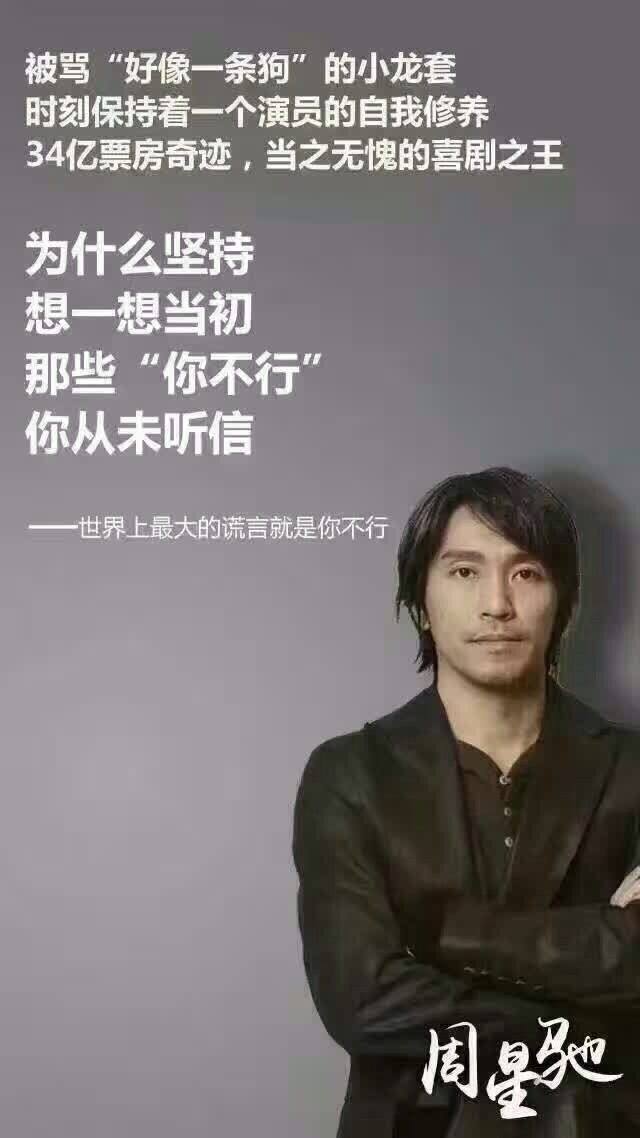 被骂“好像一条狗”的小龙套
时刻保持着一个演员的自我修养
34亿票房奇迹，当之无愧的喜剧之王
为什么坚持
想一想当初
那些“你不行”
你从未听信
——世界上最大的谎言就是你不行
周星驰